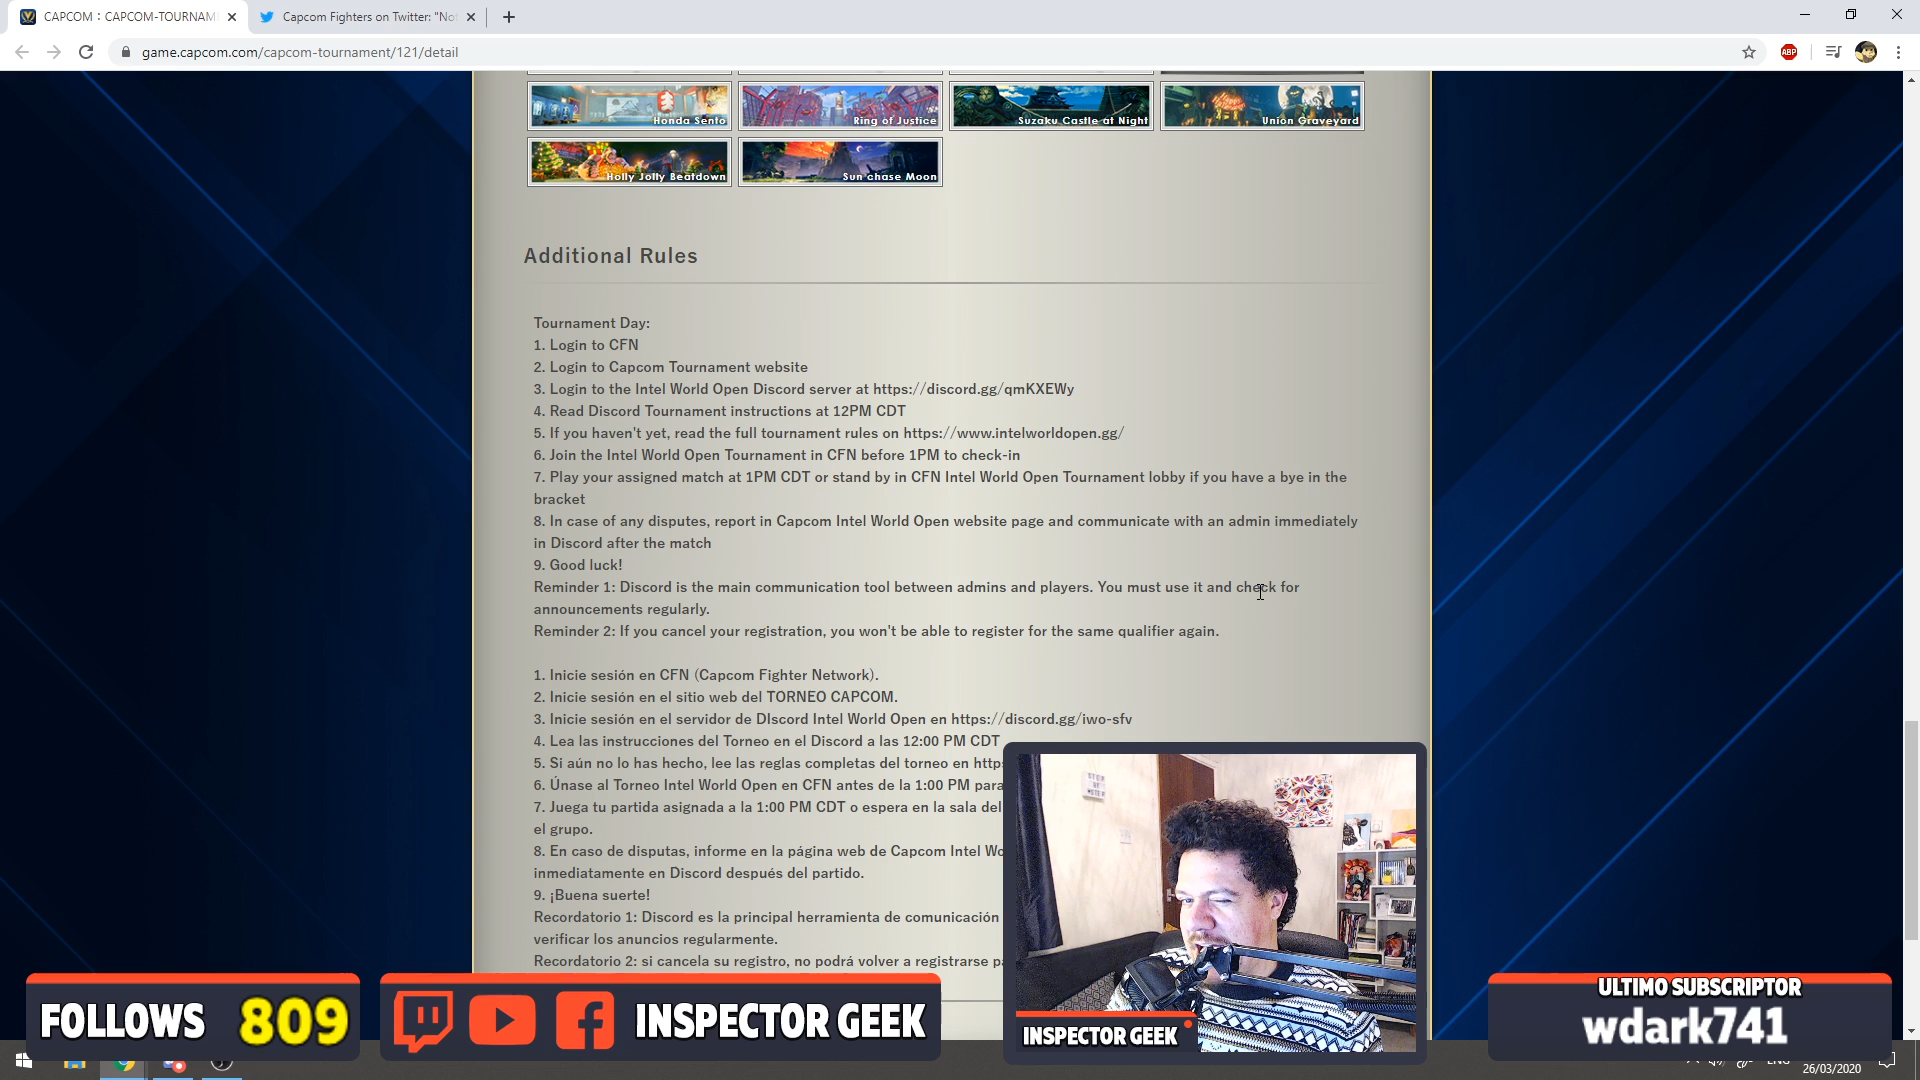 CAPCOM : CAPCOM-TOURNAM
Capcom Fighters on Twitter: "No
game.capcom.com/capcom-tournament/121/detail
ABP
Honda Sento
Ring of Justice
Suzaku Castle at Night
Union Graveyard
Holly Jolly Beatdown
Sun chase Moon
Additional Rules
Tournament Day:
1. Login to CFN
2. Login to Capcom Tournament website
3. Login to the Intel World Open Discord server at https://discord.gg/qmKXEWy
4. Read Discord Tournament instructions at 12PM CDT
5. If you haven't yet, read the full tournament rules on https://www.intelworldopen.gg/
6. Join the Intel World Open Tournament in CFN before 1PM to check-in
7. Play your assigned match at 1PM CDT or stand by in CFN Intel World Open Tournament lobby if you have a bye in the
bracket
8. In case of any disputes, report in Capcom Intel World Open website page and communicate with an admin immediately
in Discord after the match
9. Good luck!
Reminder 1: Discord is the main communication tool between admins and players. You must use it and check for
announcements regularly.
Reminder 2: If you cancel your registration, you won't be able to register for the same qualifier again.
1. Inicie sesión en CFN (Capcom Fighter Network).
2. Inicie sesión en el sitio web del TORNEO CAPCOM.
3. Inicie sesión en el servidor de DIscord Intel World Open en https://discord.gg/iwo-sfv
4. Lea las instrucciones del Torneo en el Discord a las 12:00 PM CDT
5. Si aún no lo has hecho, lee las reglas completas del torneo en http
6. Únase al Torneo Intel World Open en CFN antes de la 1:00 PM para
7. Juega tu partida asignada a la 1:00 PM CDT o espera en la sala del
el grupo.
8. En caso de disputas, informe en la página web de Capcom Intel Wo
inmediatamente en Discord después del partido.
9. ¡Buena suerte!
Recordatorio 1: Discord es la principal herramienta de comunicación
verificar los anuncios regularmente.
Recordatorio 2: si cancela su registro, no podrá volver a registrarse pa
FOLLOWS 809
INSPECTOR GEEK
INSPECTOR GEEK
ULTIMO SUBSCRIPTOR
wdark741
ENG
26/03/2020